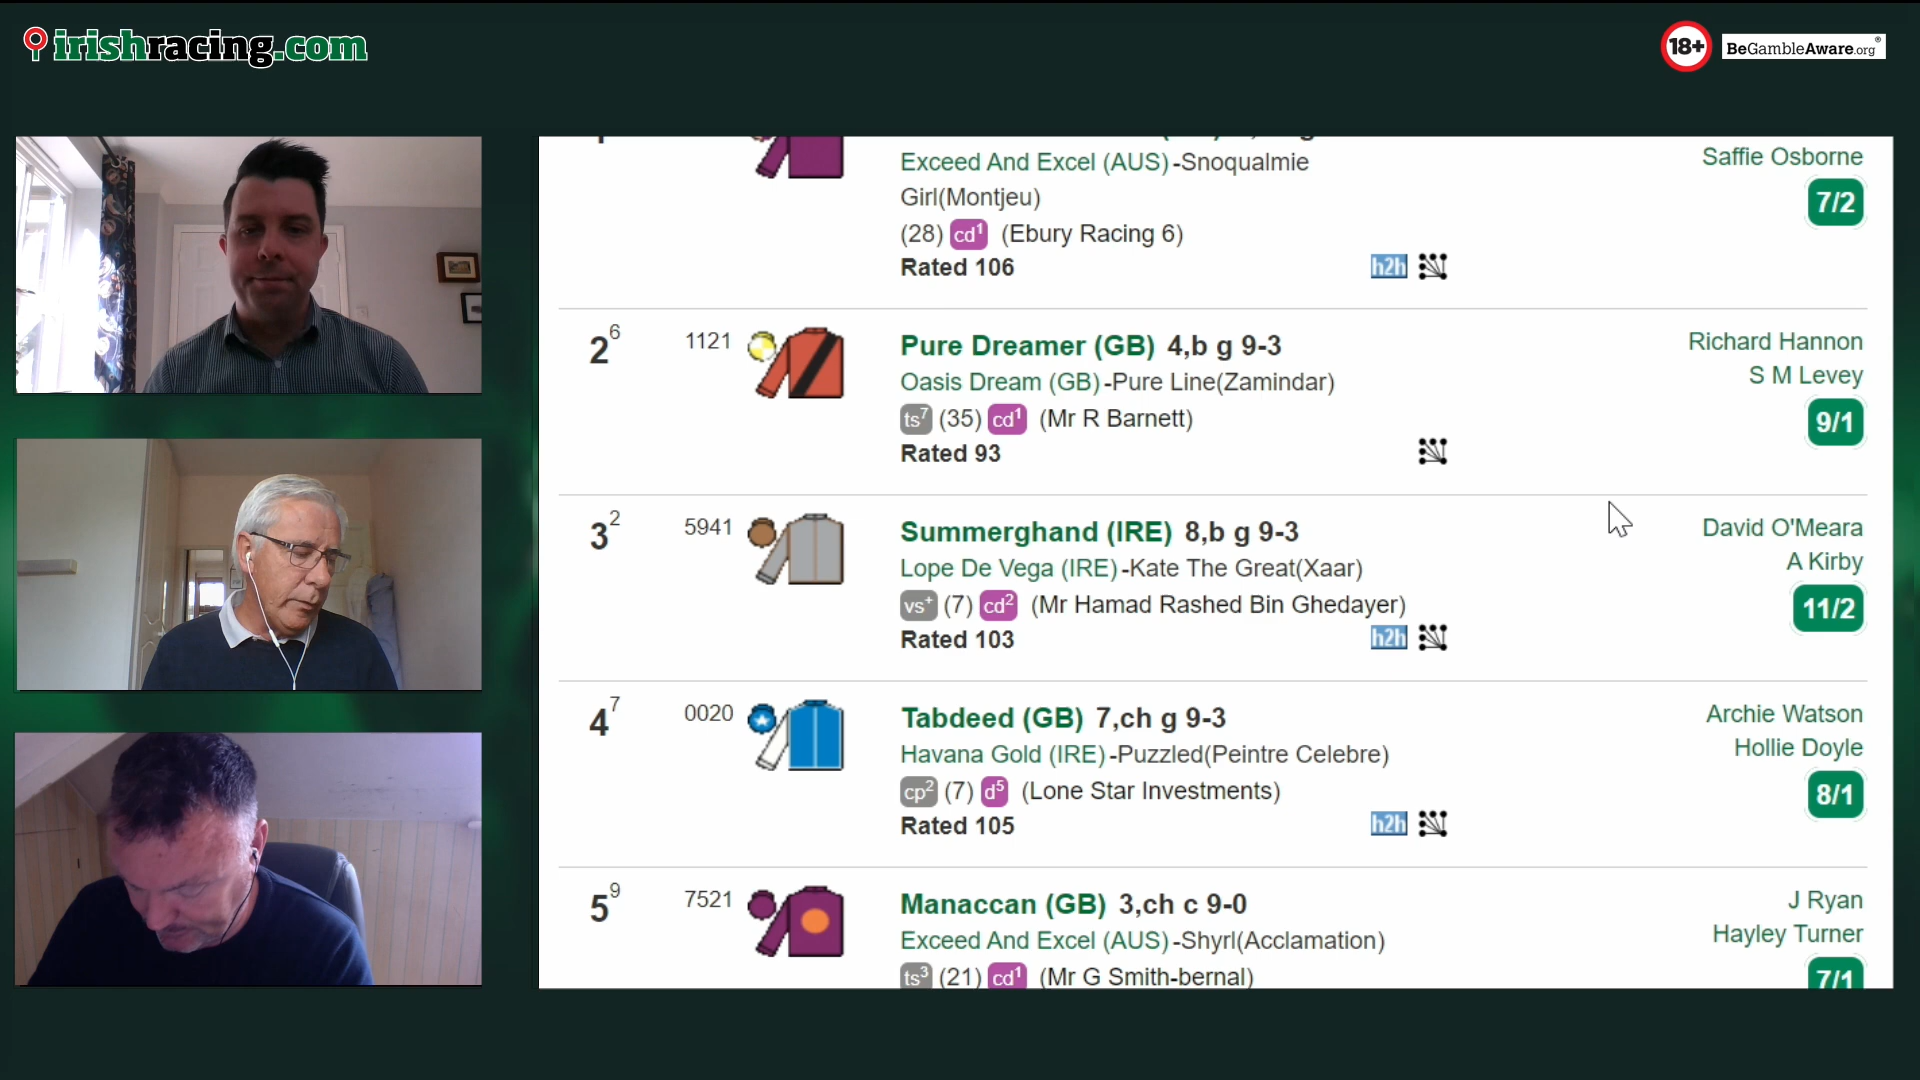 irishracing.com
18+
BeGambleAware.org®
Exceed And Excel (AUS)-Snoqualmie
Girl(Montjeu)
(28) cd1 (Ebury Racing 6)
Rated 106
h2h
Saffie Osborne
7/2
2 6 1121 Pure Dreamer (GB) 4,b g 9-3
Oasis Dream (GB)-Pure Line(Zamindar)
ts7 (35) cd1 (Mr R Barnett)
Rated 93
Richard Hannon
S M Levey
9/1
3 2 5941 Summerghand (IRE) 8,b g 9-3
Lope De Vega (IRE)-Kate The Great(Xaar)
vs+ (7) cd2 (Mr Hamad Rashed Bin Ghedayer)
Rated 103
h2h
David O'Meara
A Kirby
11/2
4 7 0020 Tabdeed (GB) 7,ch g 9-3
Havana Gold (IRE)-Puzzled(Peintre Celebre)
cp2 (7) d5 (Lone Star Investments)
Rated 105
h2h
Archie Watson
Hollie Doyle
8/1
5 9 7521 Manaccan (GB) 3,ch c 9-0
Exceed And Excel (AUS)-Shyrl(Acclamation)
ts3 (21) cd1 (Mr G Smith-bernal)
J Ryan
Hayley Turner
7/1